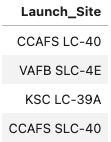 Launch_Site
CCAFS LC-40
VAFB SLC-4E
KSC LC-39A
CCAFS SLC-40